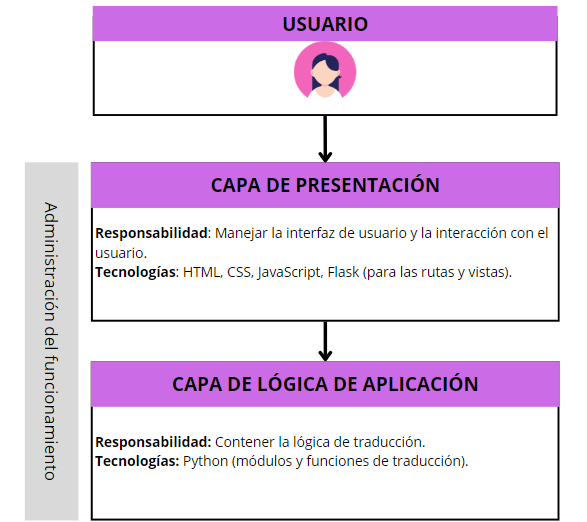 USUARIO
Administración del funcionamiento
CAPA DE PRESENTACIÓN
Responsabilidad: Manejar la interfaz de usuario y la interacción con el
usuario.
Tecnologías: HTML, CSS, JavaScript, Flask (para las rutas y vistas).
CAPA DE LÓGICA DE APLICACIÓN
Responsabilidad: Contener la lógica de traducción.
Tecnologías: Python (módulos y funciones de traducción).